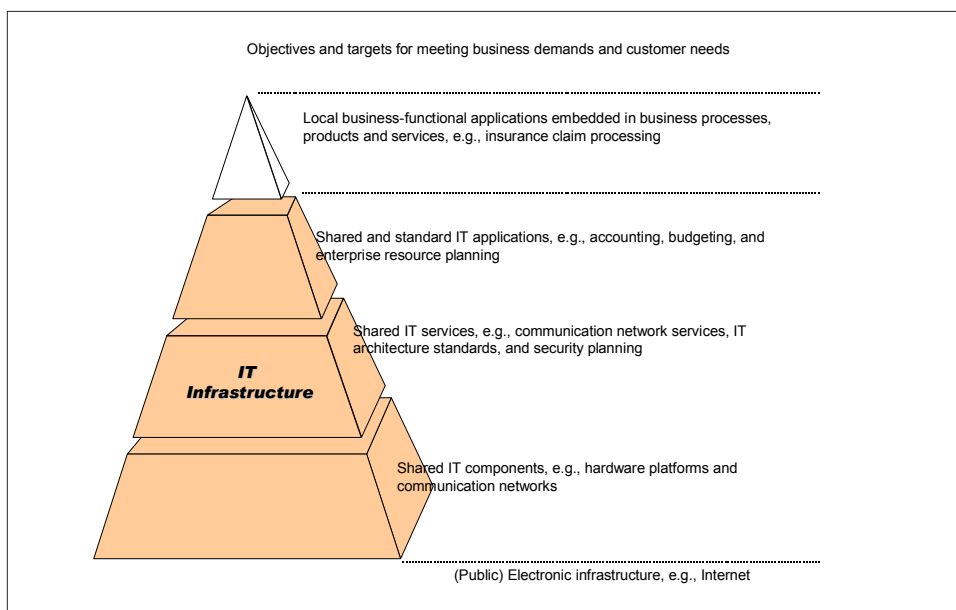 Objectives and targets for meeting business demands and customer needs
Local business-functional applications embedded in business processes,
products and services, e.g., insurance claim processing
Shared and standard IT applications, e.g., accounting, budgeting, and
enterprise resource planning
Shared IT services, e.g., communication network services, IT
architecture standards, and security planning
IT
Infrastructure
Shared IT components, e.g., hardware platforms and
communication networks
(Public) Electronic infrastructure, e.g., Internet